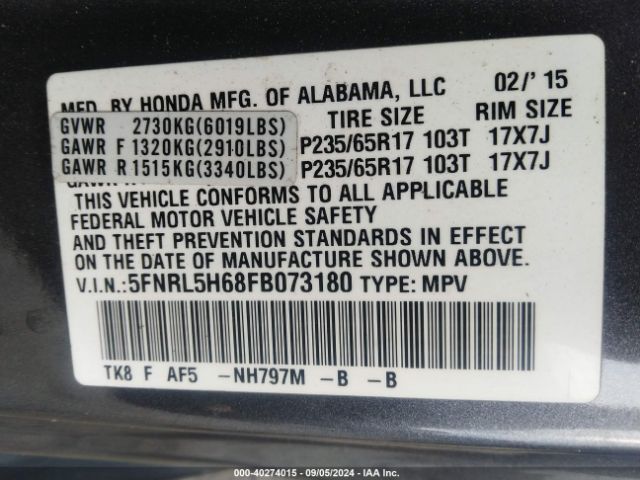 MFD. BY HONDA MFG. OF ALABAMA, LLC 02/' 15
TIRE SIZE RIM SIZE
GVWR 2730KG(6019LBS)
GAWR F 1320KG(2910LBS) P235/65R17 103T 17X7J
GAWR R 1515KG(3340LBS) P235/65R17 103T 17X7J
THIS VEHICLE CONFORMS TO ALL APPLICABLE
FEDERAL MOTOR VEHICLE SAFETY
AND THEFT PREVENTION STANDARDS IN EFFECT
ON THE DATE OF MANUFACTURE SHOWN ABOVE.
V.I.N.:5FNRL5H68FB073180 TYPE: MPV
TK8 F AF5 -NH797M -B -B
000-40274015 - 09/05/2024 - IAA Inc.